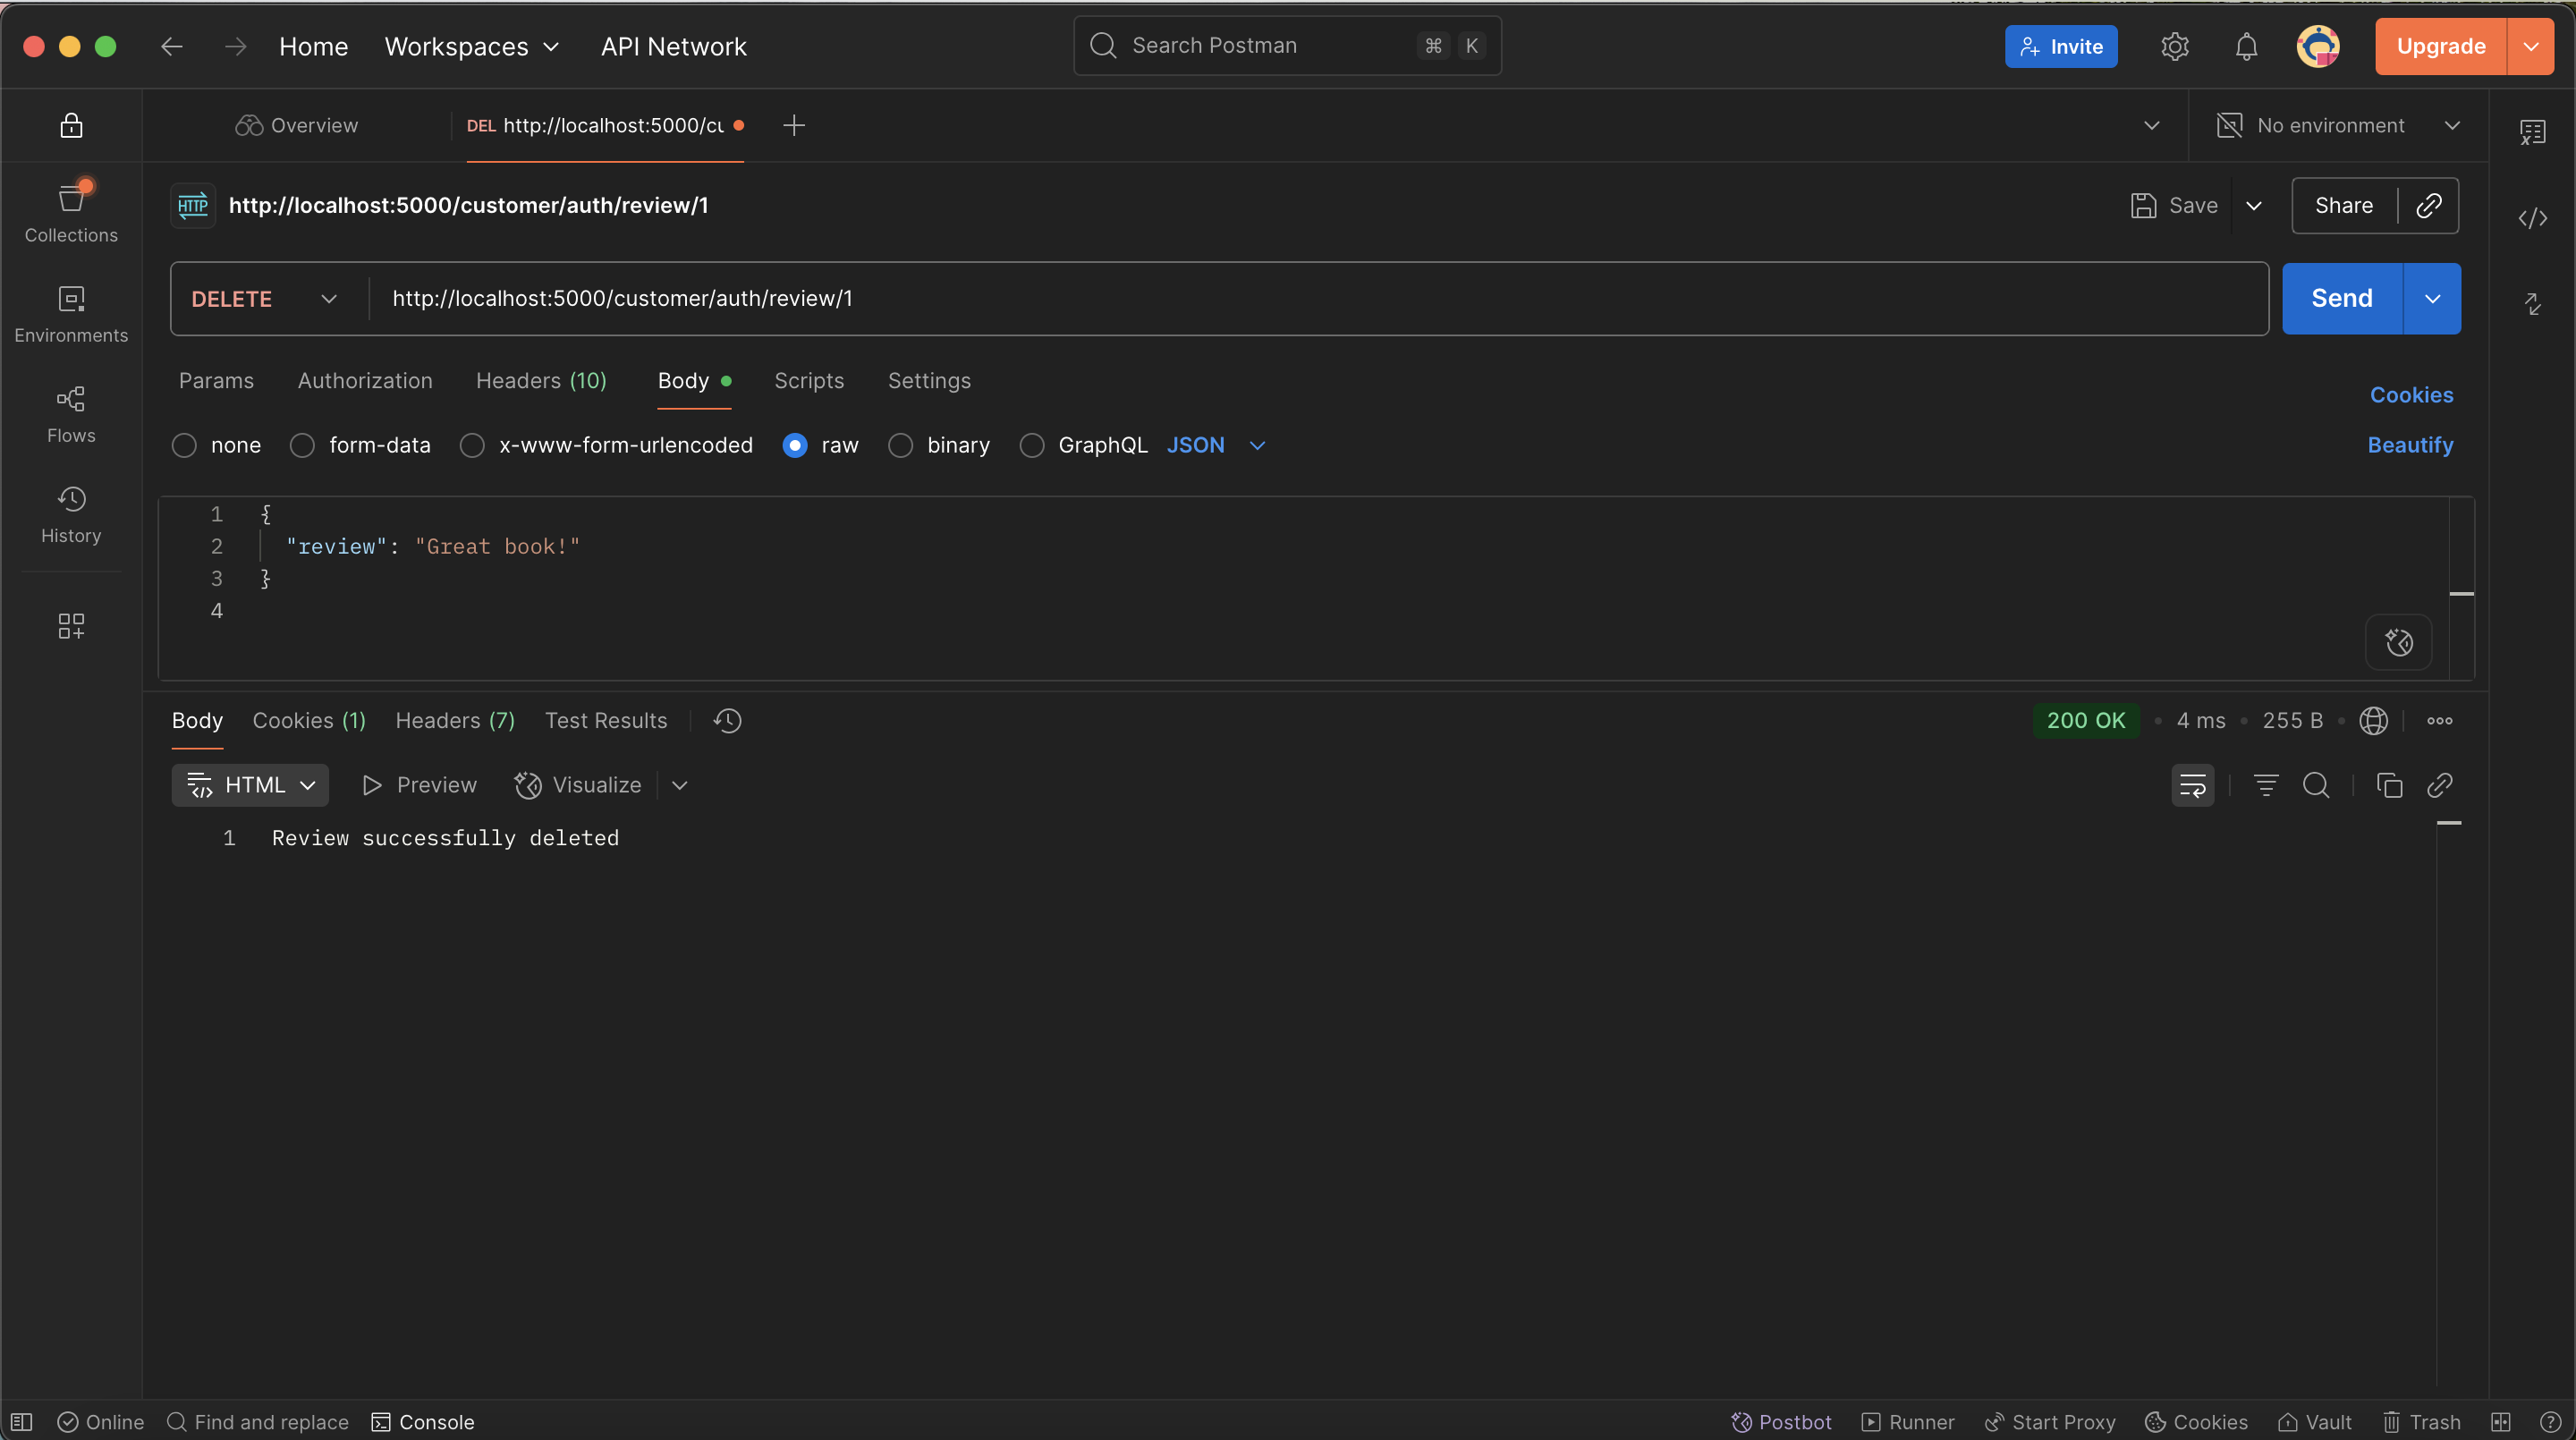 Home Workspaces API Network Search Postman ⌘ K Invite Upgrade
Overview DEL http://localhost:5000/cu No environment
HTTP http://localhost:5000/customer/auth/review/1 Save Share
Collections
Environments
Flows
History
DELETE http://localhost:5000/customer/auth/review/1 Send
Params Authorization Headers (10) Body Scripts Settings Cookies
none form-data x-www-form-urlencoded raw binary GraphQL JSON Beautify
1 {
2 "review": "Great book!"
3 }
4
Body Cookies (1) Headers (7) Test Results 200 OK • 4 ms • 255 B •
HTML Preview Visualize
1 Review successfully deleted
Online Find and replace Console Postbot Runner Start Proxy Cookies Vault Trash